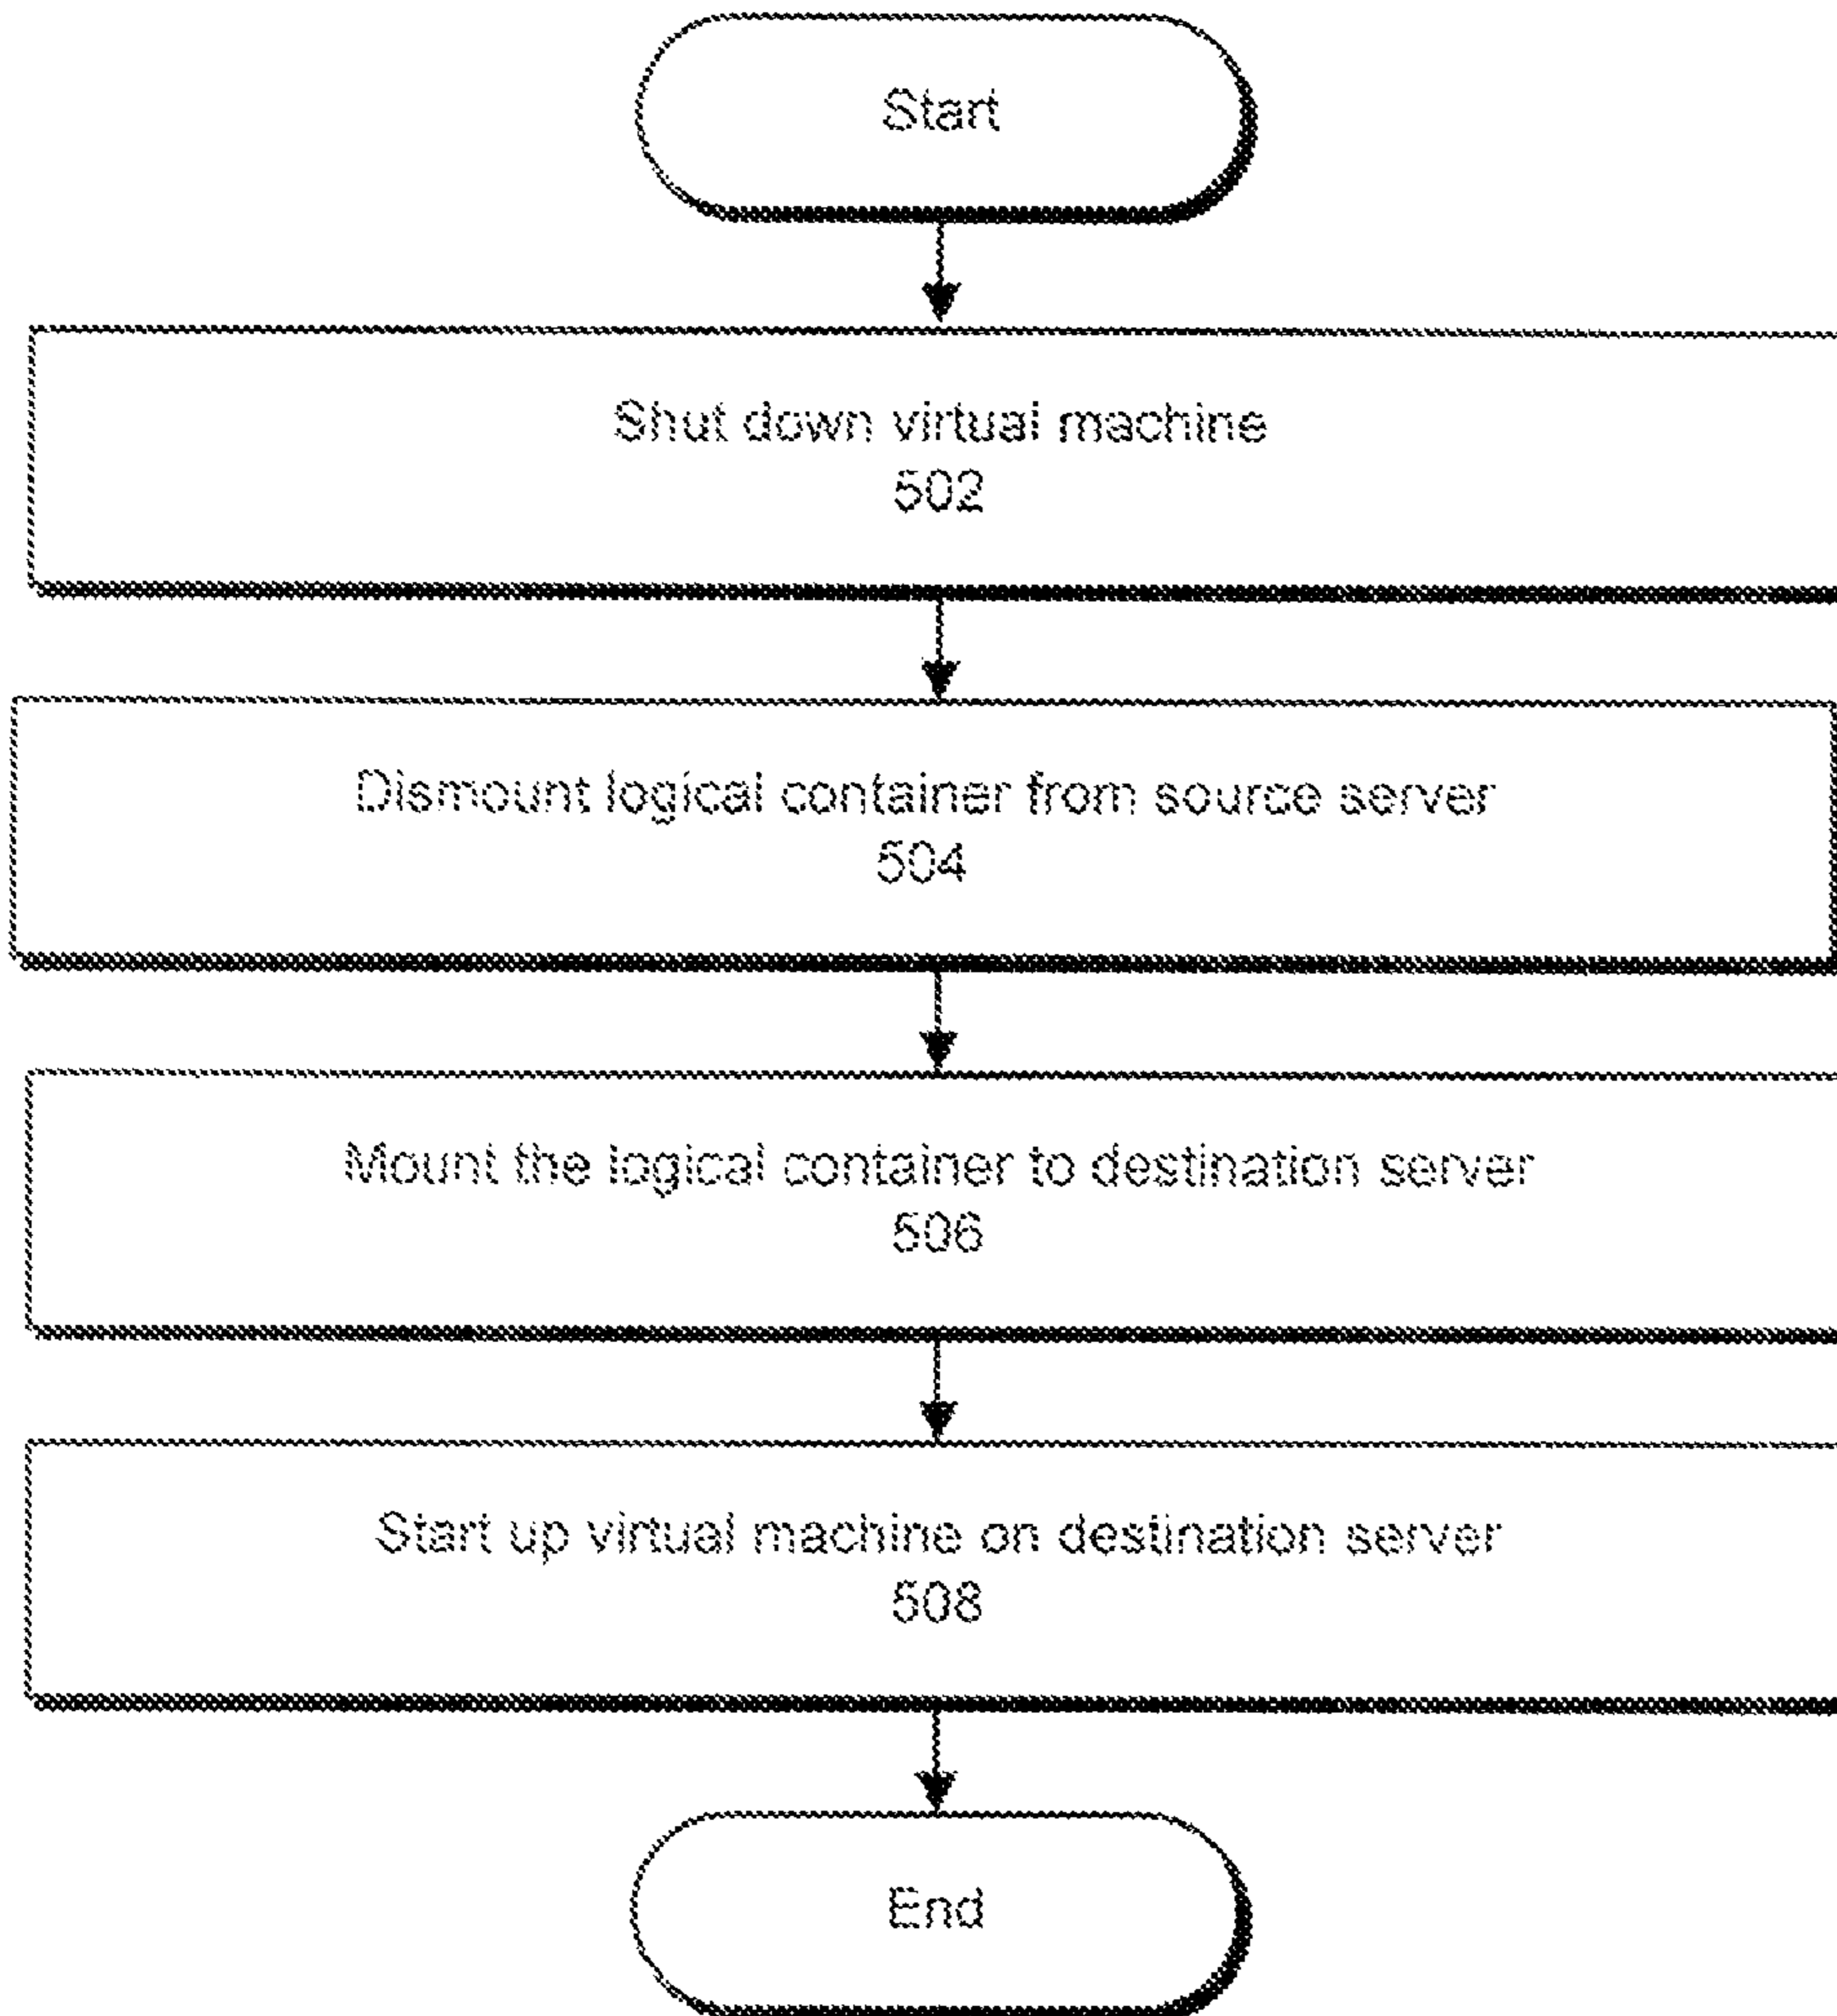 Start
Shut down virtual machine
502
Dismount logical container from source server
504
Mount the logical container to destination server
506
Start up virtual machine on destination server
508
End